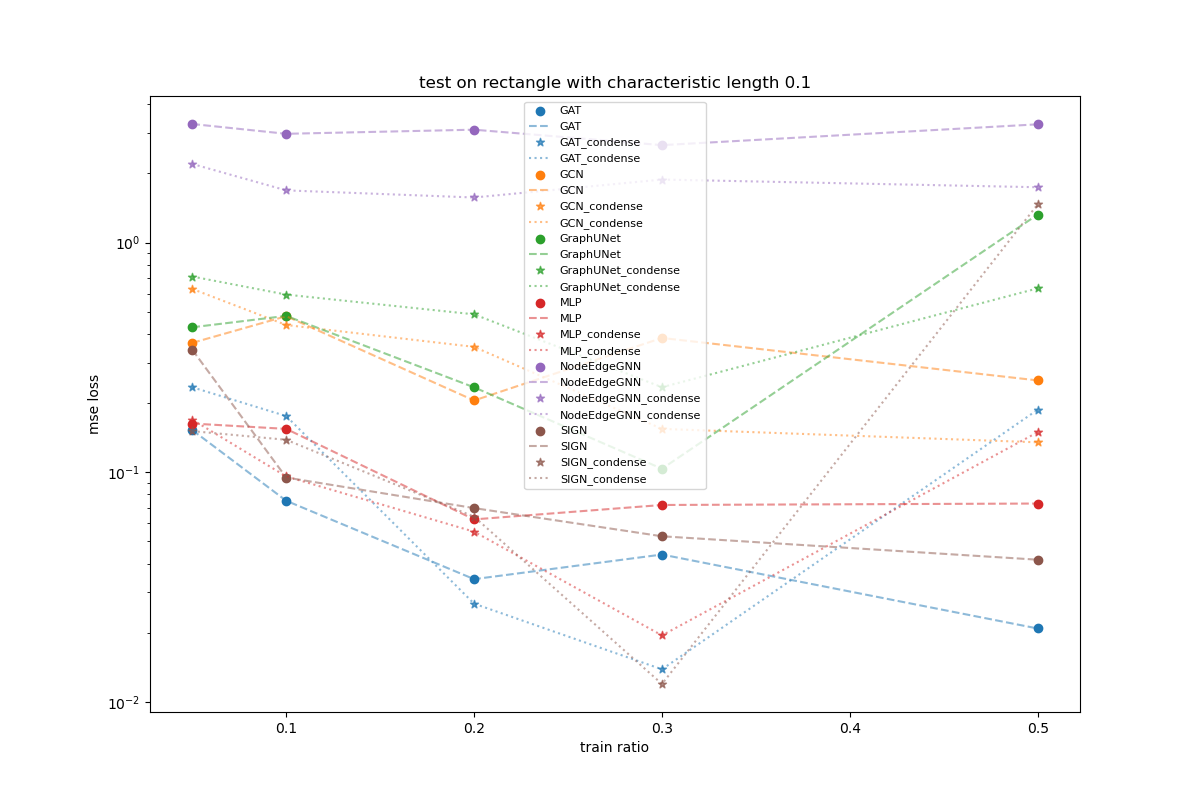 test on rectangle with characteristic length 0.1
GAT
GAT
GAT_condense
GAT_condense
GCN
GCN
GCN_condense
GCN_condense
GraphUNet
GraphUNet
GraphUNet_condense
GraphUNet_condense
MLP
MLP
MLP_condense
MLP_condense
NodeEdgeGNN
NodeEdgeGNN
NodeEdgeGNN_condense
NodeEdgeGNN_condense
SIGN
SIGN
SIGN_condense
SIGN_condense
mse loss
10⁰
10⁻¹
10⁻²
0.1 0.2 0.3 0.4 0.5
train ratio